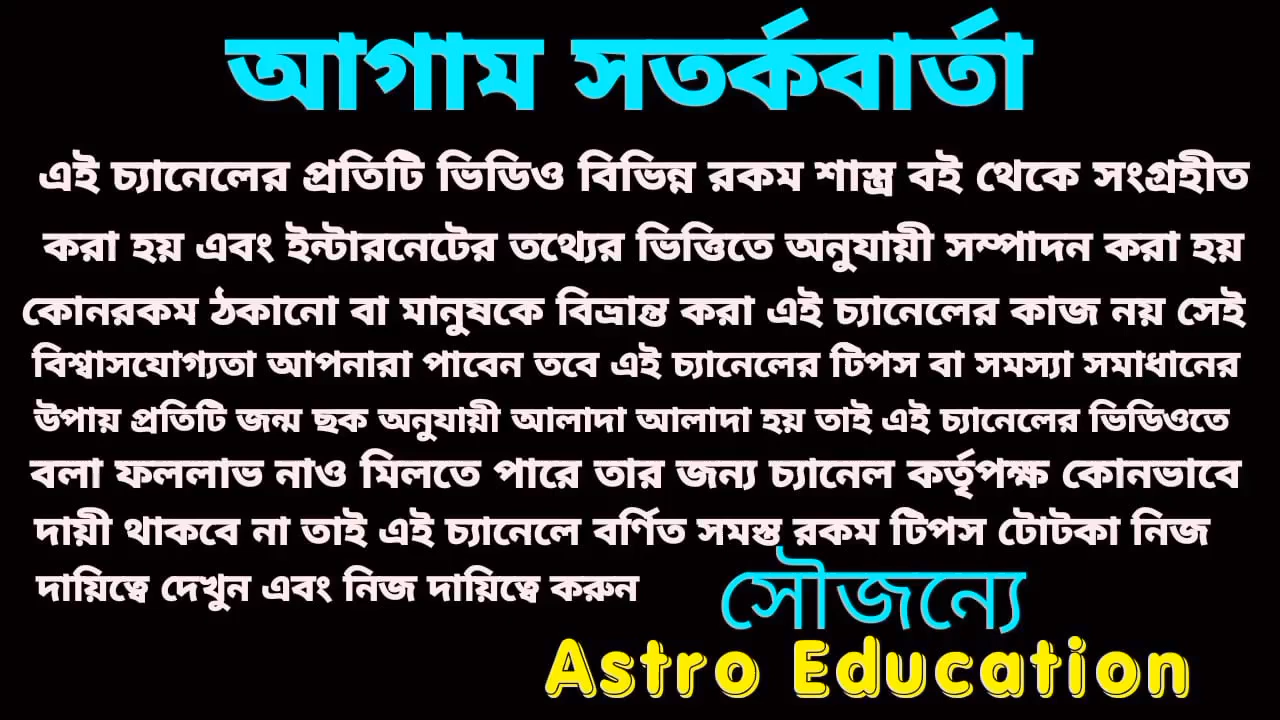 আগাম সতর্কবার্তা
এই চ্যানেলের প্রতিটি ভিডিও বিভিন্ন রকম শাস্ত্র বই থেকে সংগ্রহীত
করা হয় এবং ইন্টারনেটের তথ্যের ভিত্তিতে অনুযায়ী সম্পাদন করা হয়
কোনরকম ঠকানো বা মানুষকে বিভ্রান্ত করা এই চ্যানেলের কাজ নয় সেই
বিশ্বাসযোগ্যতা আপনারা পাবেন তবে এই চ্যানেলের টিপস বা সমস্যা সমাধানের
উপায় প্রতিটি জন্ম ছক অনুযায়ী আলাদা আলাদা হয় তাই এই চ্যানেলের ভিডিওতে
বলা ফললাভ নাও মিলতে পারে তার জন্য চ্যানেল কর্তৃপক্ষ কোনভাবে
দায়ী থাকবে না তাই এই চ্যানেলে বর্ণিত সমস্ত রকম টিপস টোটকা নিজ
দায়িত্বে দেখুন এবং নিজ দায়িত্বে করুন
সৌজন্যে
Astro Education